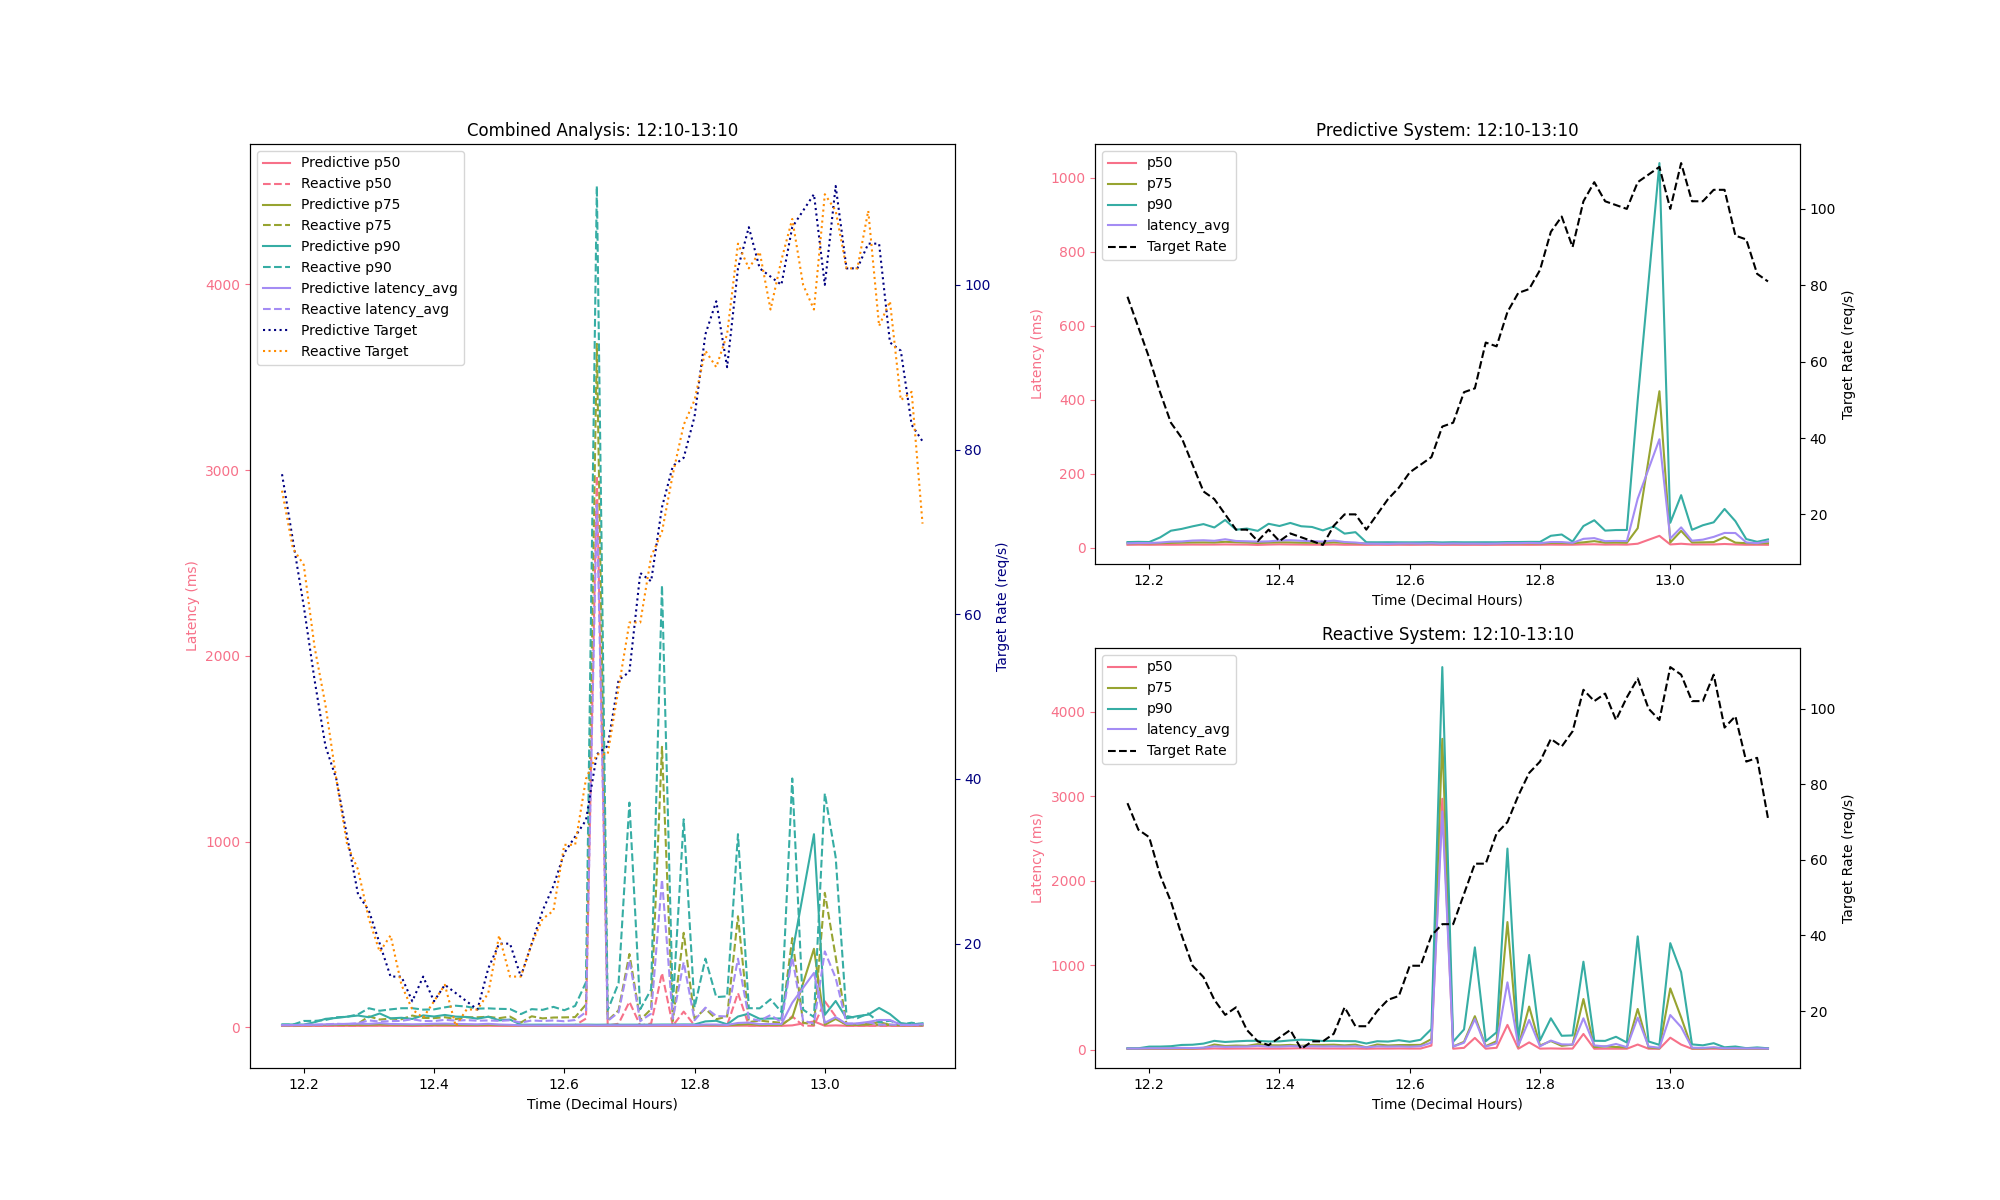 Combined Analysis: 12:10-13:10
Predictive p50
Reactive p50
Predictive p75
Reactive p75
Predictive p90
Reactive p90
Predictive latency_avg
Reactive latency_avg
Predictive Target
Reactive Target
Latency (ms)
4000
3000
2000
1000
0
100
80
60
40
20
Target Rate (req/s)
12.2 12.4 12.6 12.8 13.0
Time (Decimal Hours)
Predictive System: 12:10-13:10
p50
p75
p90
latency_avg
Target Rate
Latency (ms)
1000
800
600
400
200
0
100
80
60
40
20
Target Rate (req/s)
12.2 12.4 12.6 12.8 13.0
Time (Decimal Hours)
Reactive System: 12:10-13:10
p50
p75
p90
latency_avg
Target Rate
Latency (ms)
4000
3000
2000
1000
0
100
80
60
40
20
Target Rate (req/s)
12.2 12.4 12.6 12.8 13.0
Time (Decimal Hours)